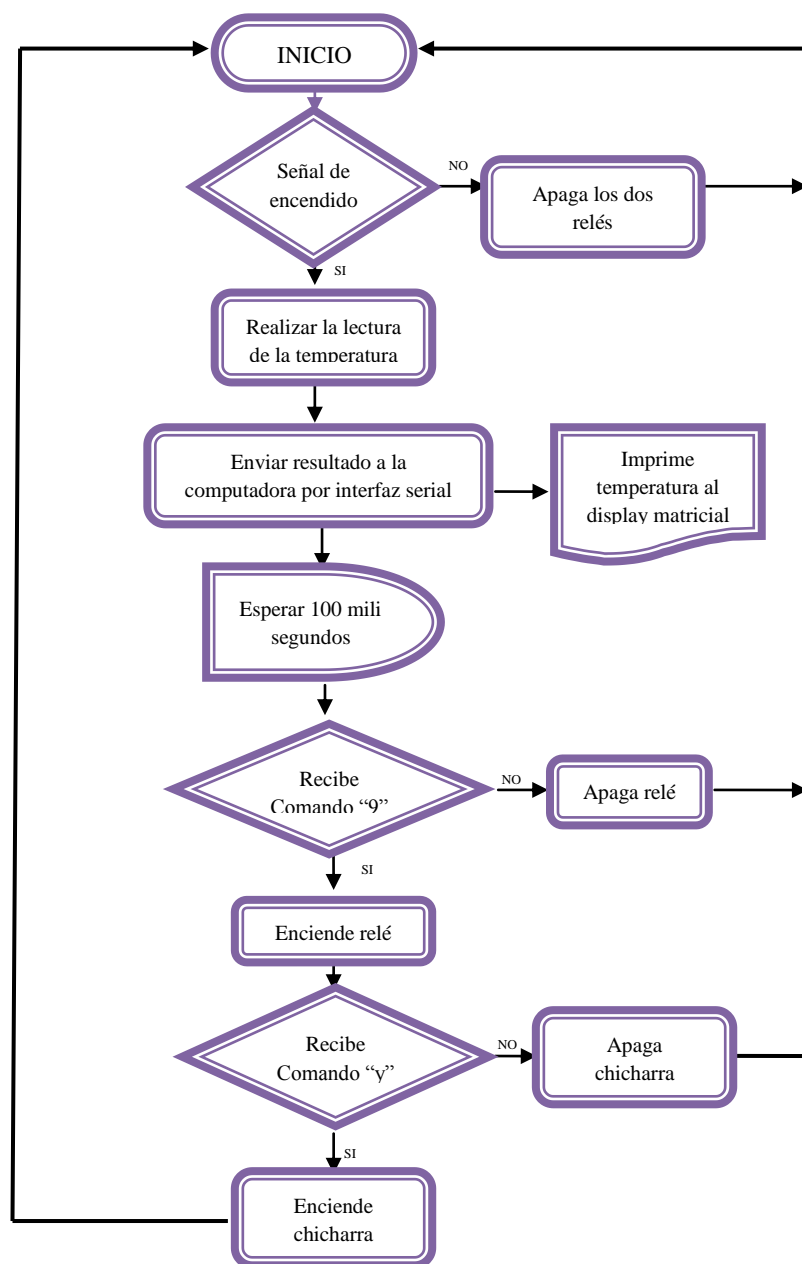 INICIO
Señal de
encendido
NO
Apaga los dos
relés
SI
Realizar la lectura
de la temperatura
Enviar resultado a la
computadora por interfaz serial
Imprime
temperatura al
display matricial
Esperar 100 mili
segundos
Recibe
Comando “9”
NO
Apaga relé
SI
Enciende relé
Recibe
Comando “y”
NO
Apaga
chicharra
SI
Enciende
chicharra